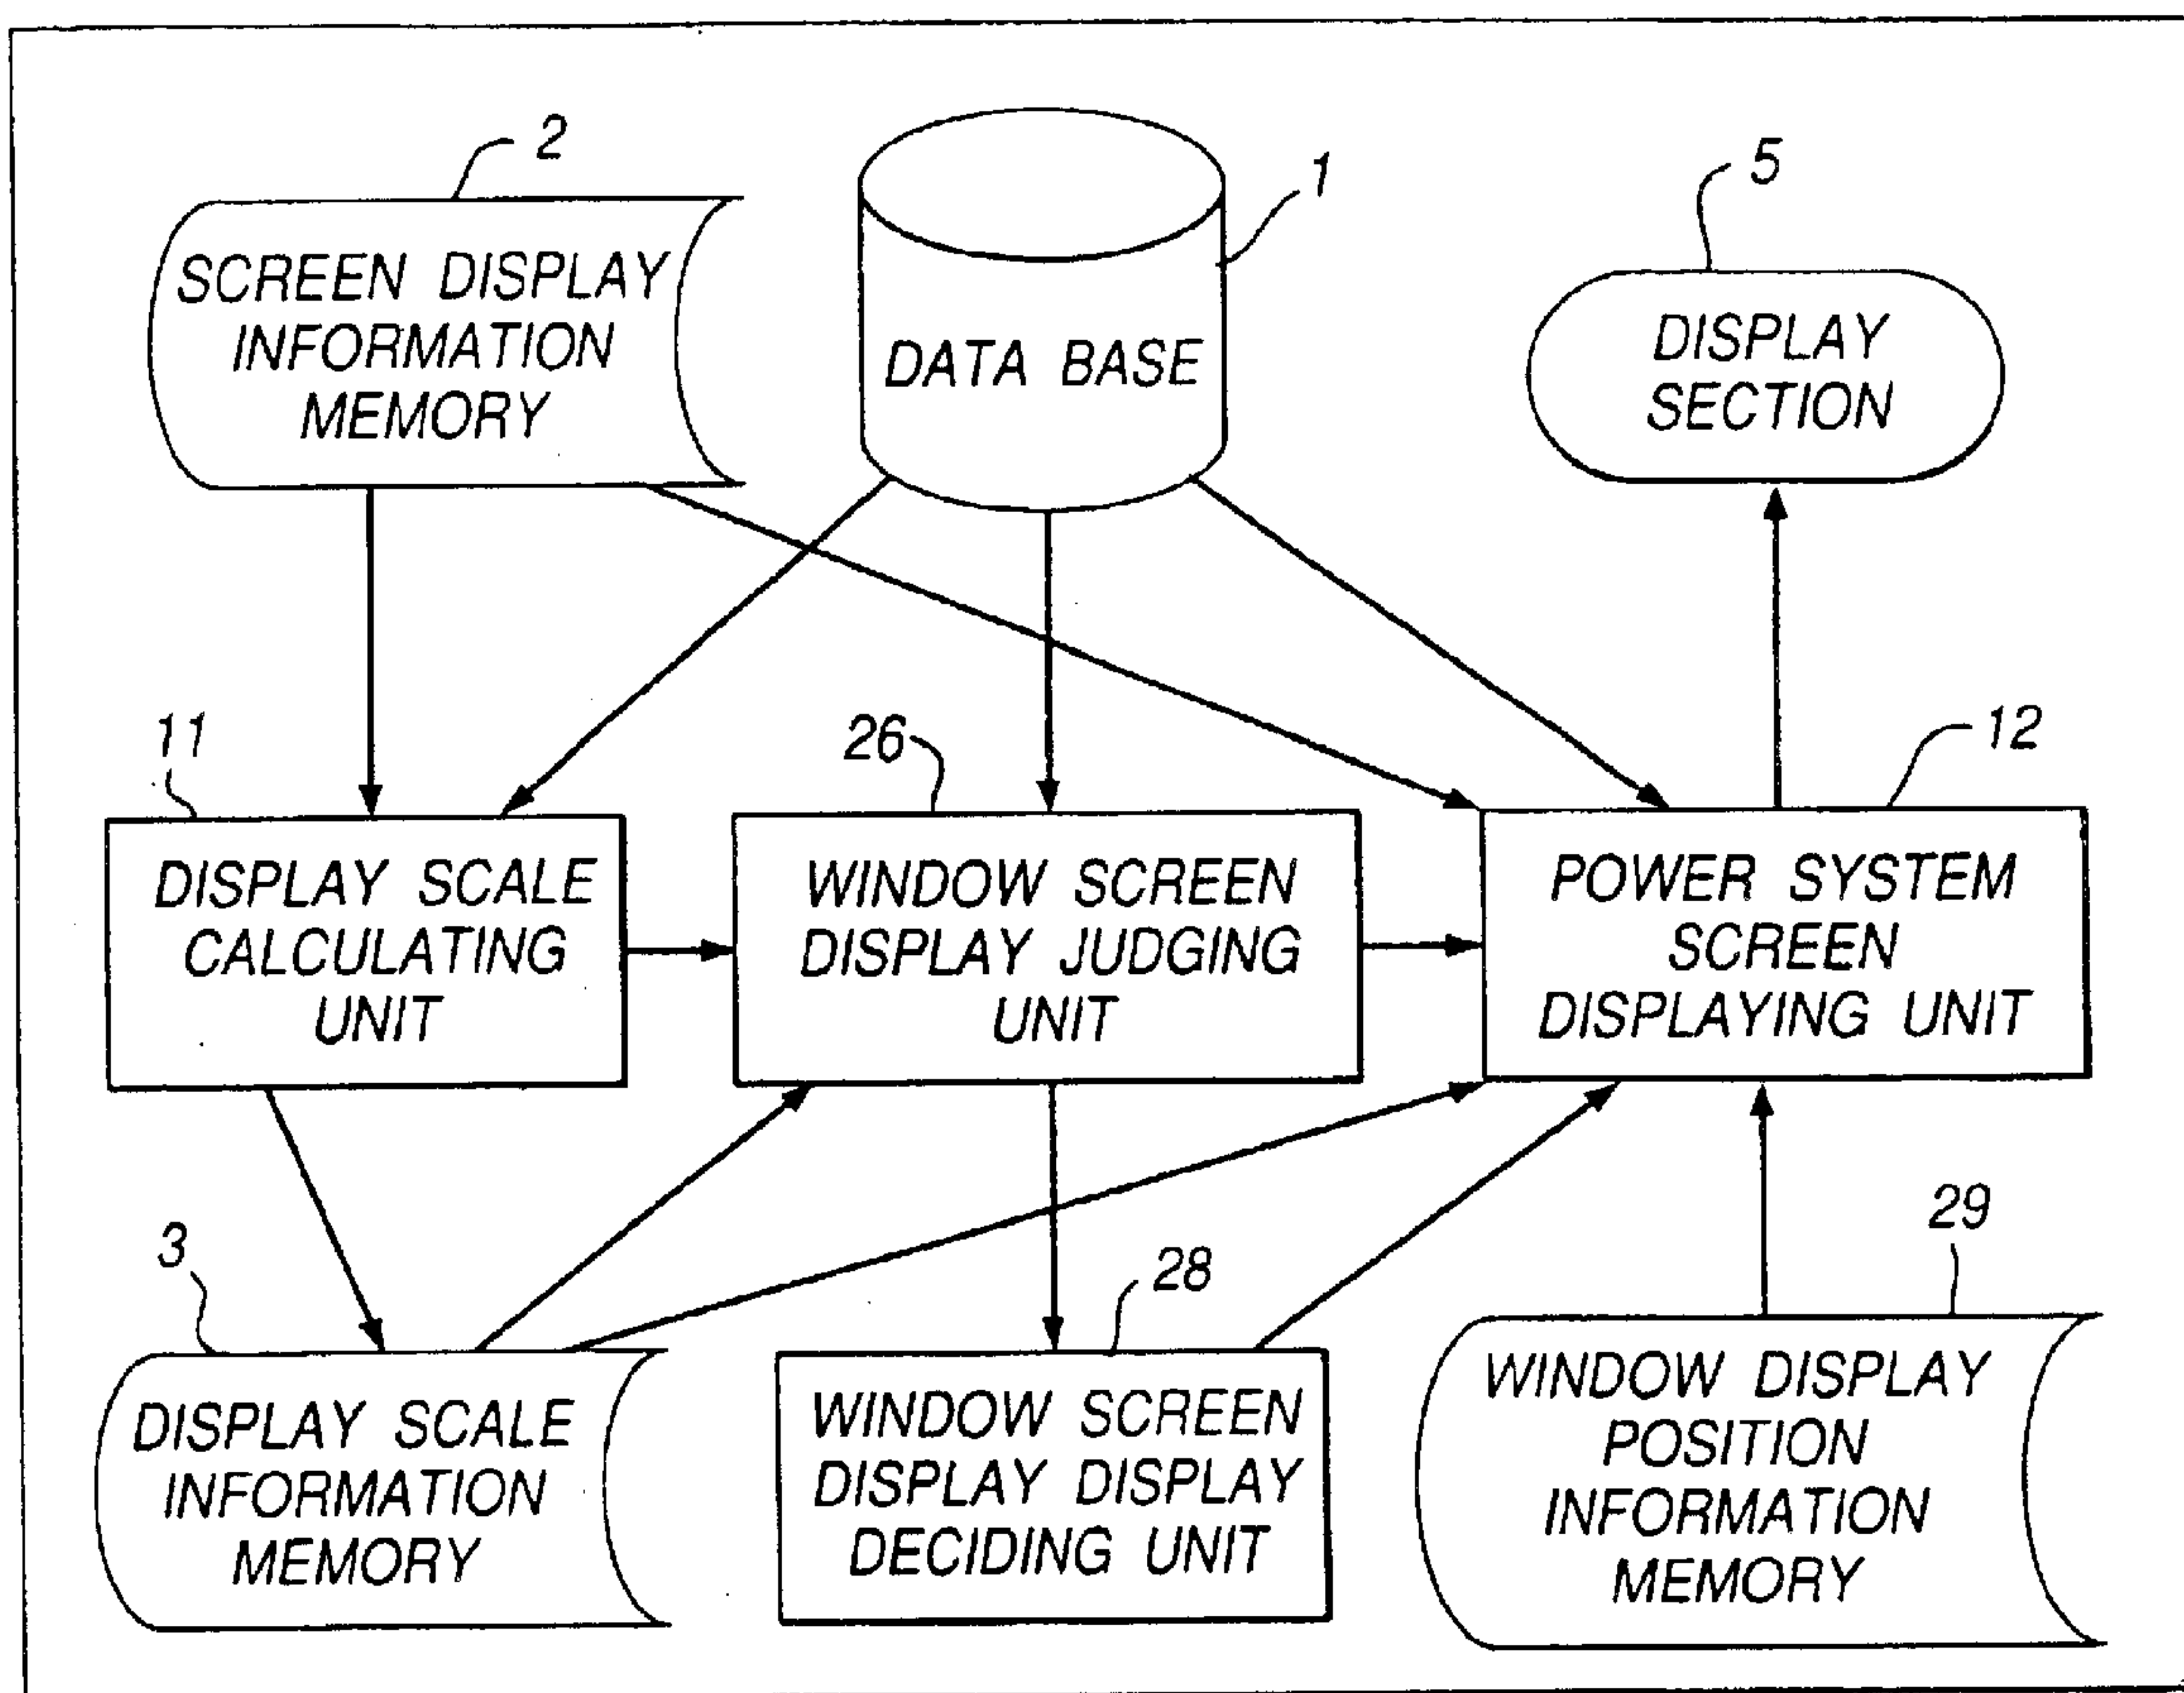 2
SCREEN DISPLAY
INFORMATION
MEMORY
1
DATA BASE
5
DISPLAY
SECTION
11
DISPLAY SCALE
CALCULATING
UNIT
26
WINDOW SCREEN
DISPLAY JUDGING
UNIT
12
POWER SYSTEM
SCREEN
DISPLAYING UNIT
3
DISPLAY SCALE
INFORMATION
MEMORY
28
WINDOW SCREEN
DISPLAY DISPLAY
DECIDING UNIT
29
WINDOW DISPLAY
POSITION
INFORMATION
MEMORY